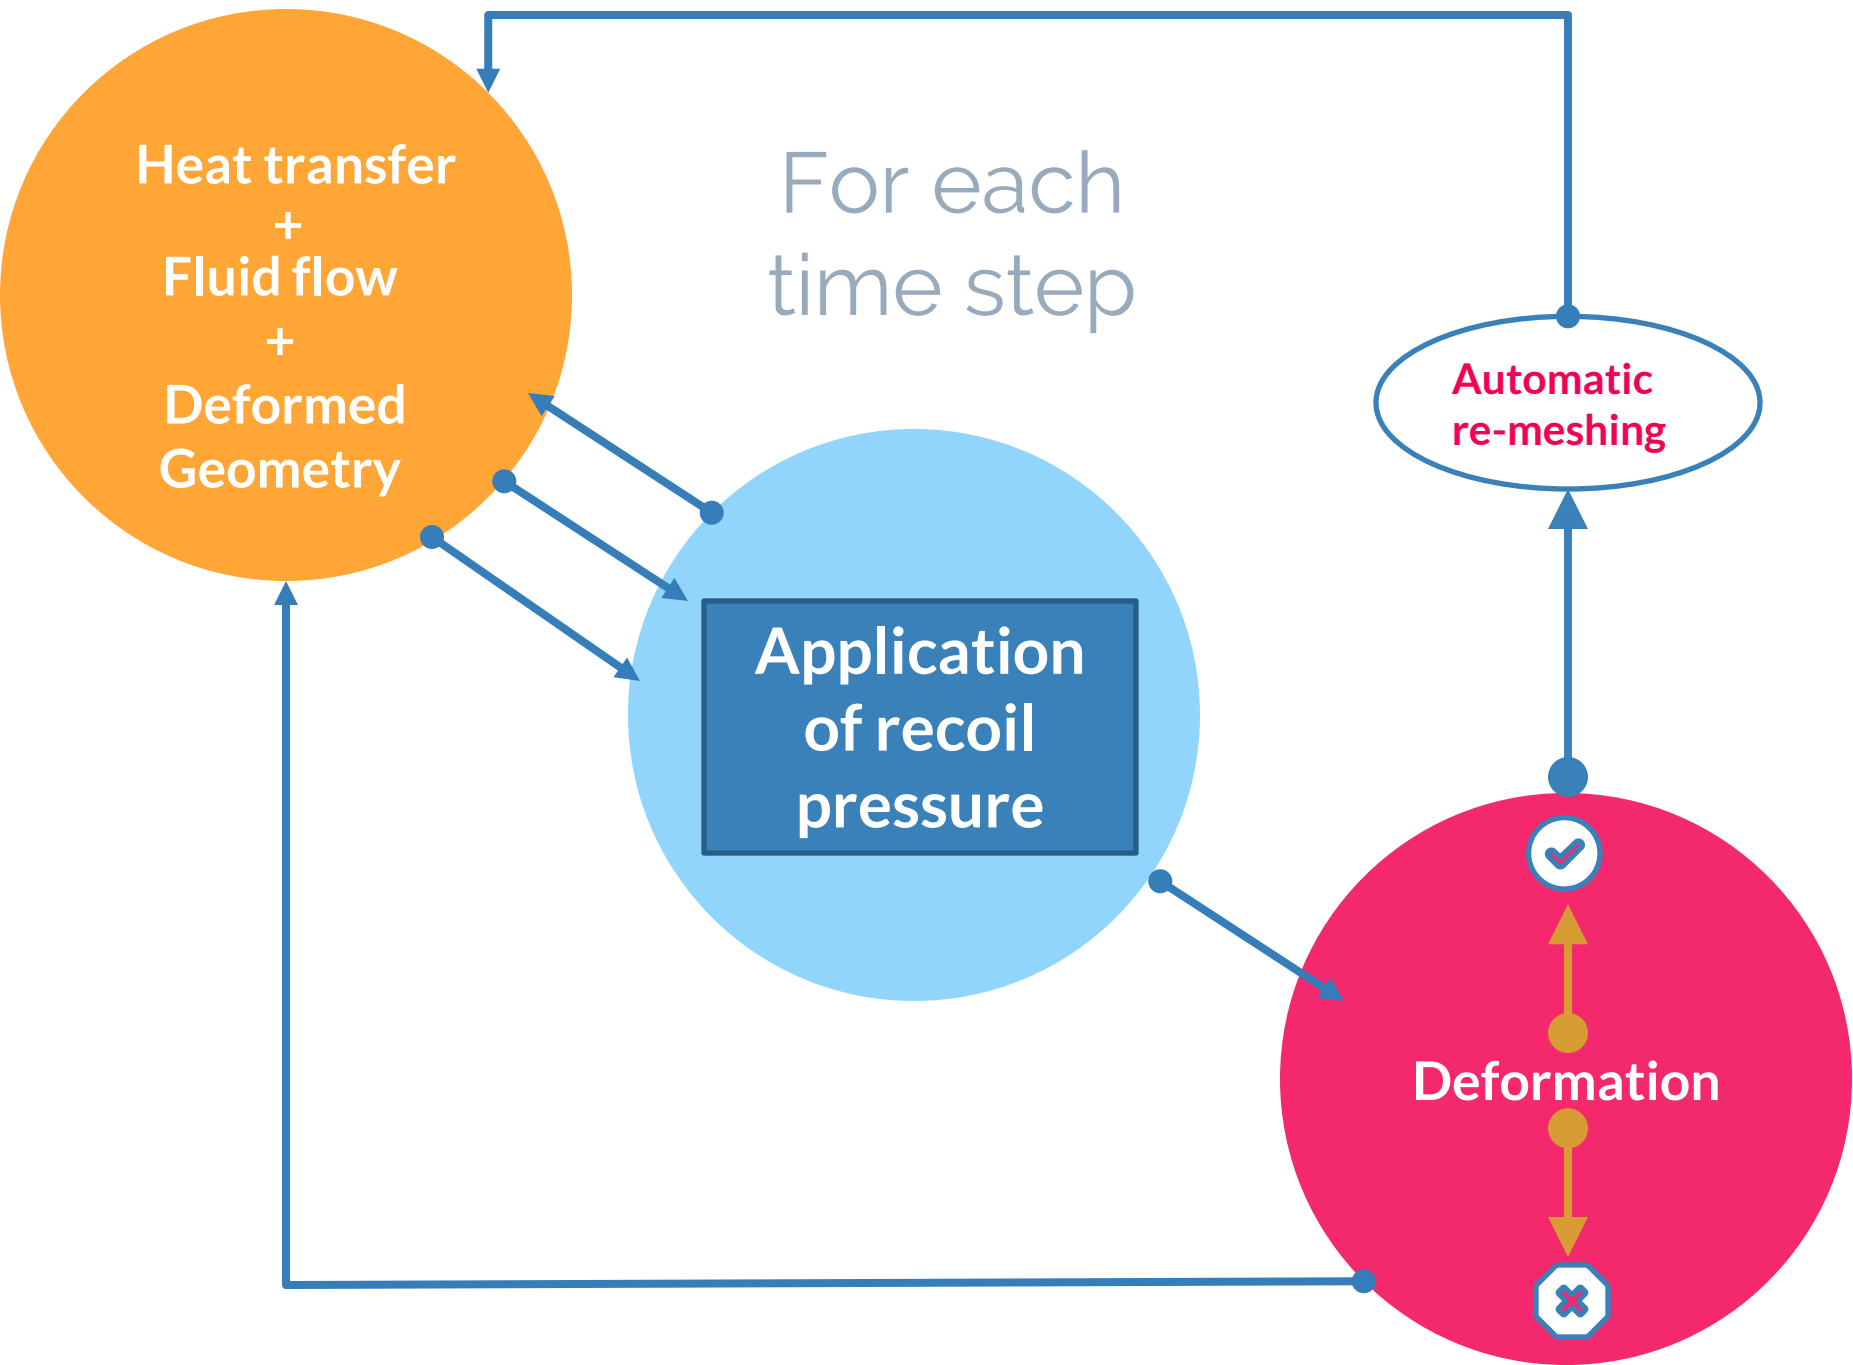 Heat transfer
+
Fluid flow
+
Deformed
Geometry
For each
time step
Automatic
re-meshing
Application
of recoil
pressure
Deformation